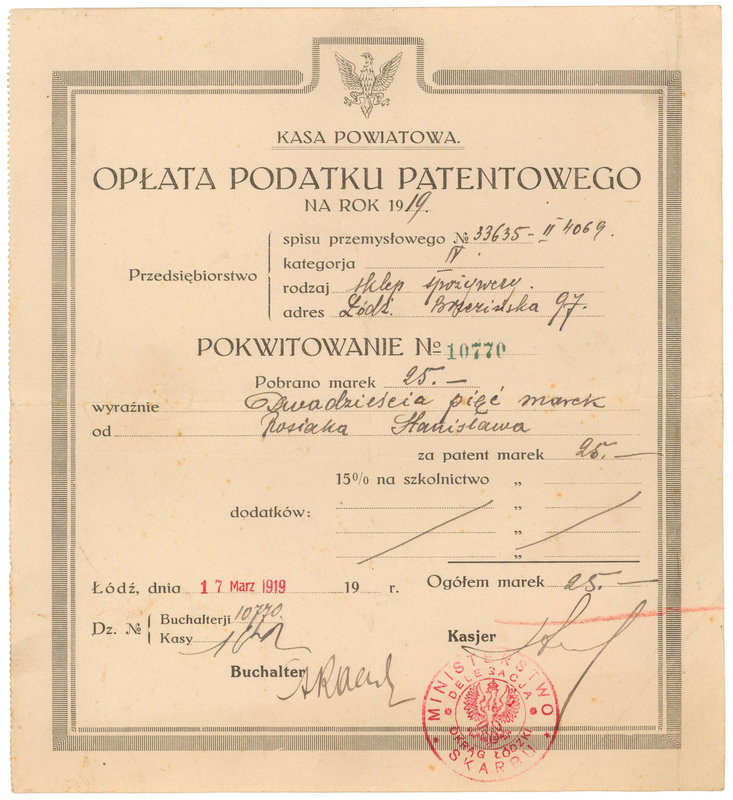 KASA POWIATOWA.
OPŁATA PODATKU PATENTOWEGO
NA ROK 1919.
Przedsiębiorstwo
spisu przemysłowego № 33635 - II 4069.
kategorja IV.
rodzaj sklep spożywczy.
adres Łódź. Brzezińska 97.
POKWITOWANIE № 10770
Pobrano marek 25.—
wyraźnie Dwadzieścia pięć marek
od Rosiaka Stanisława
za patent marek 25.—
15% na szkolnictwo „
dodatków: „
„
„
Łódź, dnia 17 Marz 1919 19 r.
Ogółem marek 25.—
Dz. №
Buchalterji 10770.
Kasy
Kasjer
Buchalter
MINISTERSTWO SKARBU
DELEGACJA
OKRĄG ŁÓDZKI